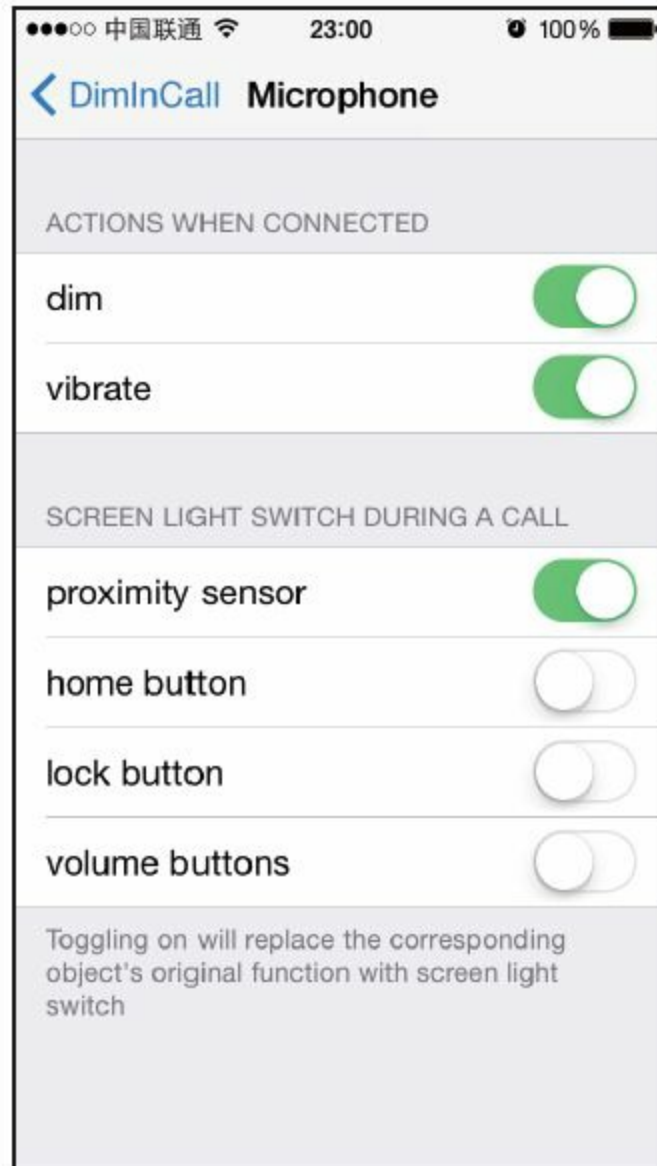 中国联通 23:00 100%
DimInCall Microphone
ACTIONS WHEN CONNECTED
dim
vibrate
SCREEN LIGHT SWITCH DURING A CALL
proximity sensor
home button
lock button
volume buttons
Toggling on will replace the corresponding
object's original function with screen light
switch